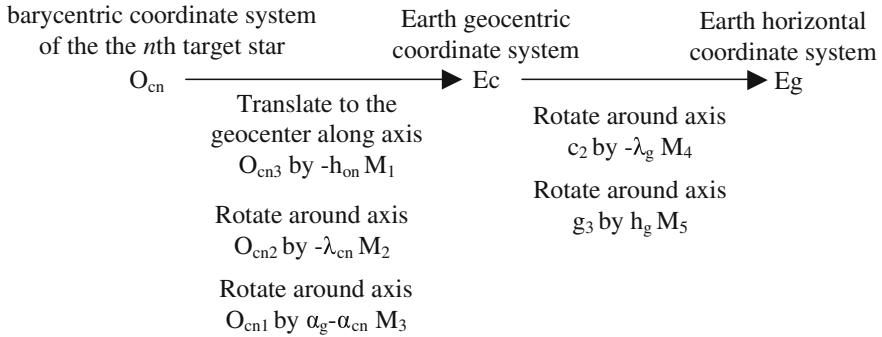 barycentric coordinate system
of the the nth target star
Earth geocentric
coordinate system
Earth horizontal
coordinate system
Ocn
Ec
Eg
Translate to the
geocenter along axis
Ocn3 by -hon M1
Rotate around axis
Ocn2 by -λcn M2
Rotate around axis
Ocn1 by αg-αcn M3
Rotate around axis
c2 by -λg M4
Rotate around axis
g3 by hg M5